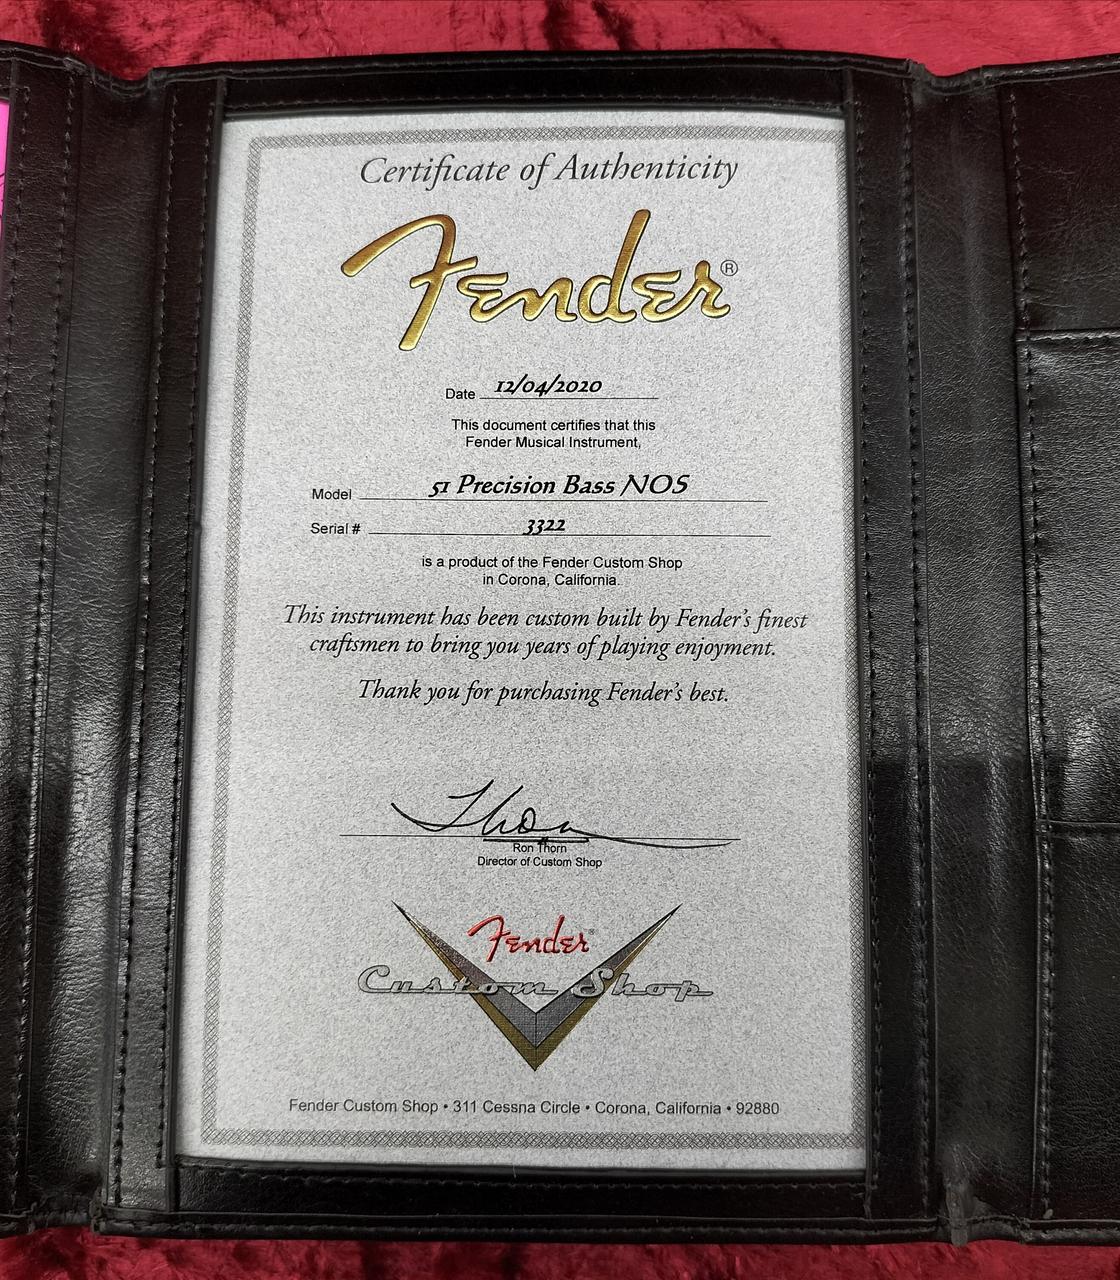 Certificate of Authenticity
Fender®
Date 12/04/2020
This document certifies that this
Fender Musical Instrument,
Model 51 Precision Bass NOS
Serial # 3322
is a product of the Fender Custom Shop
in Corona, California.
This instrument has been custom built by Fender's finest
craftsmen to bring you years of playing enjoyment.
Thank you for purchasing Fender's best.
Thorn
Ron Thorn
Director of Custom Shop
Fender®
Custom Shop
Fender Custom Shop • 311 Cessna Circle • Corona, California • 92880